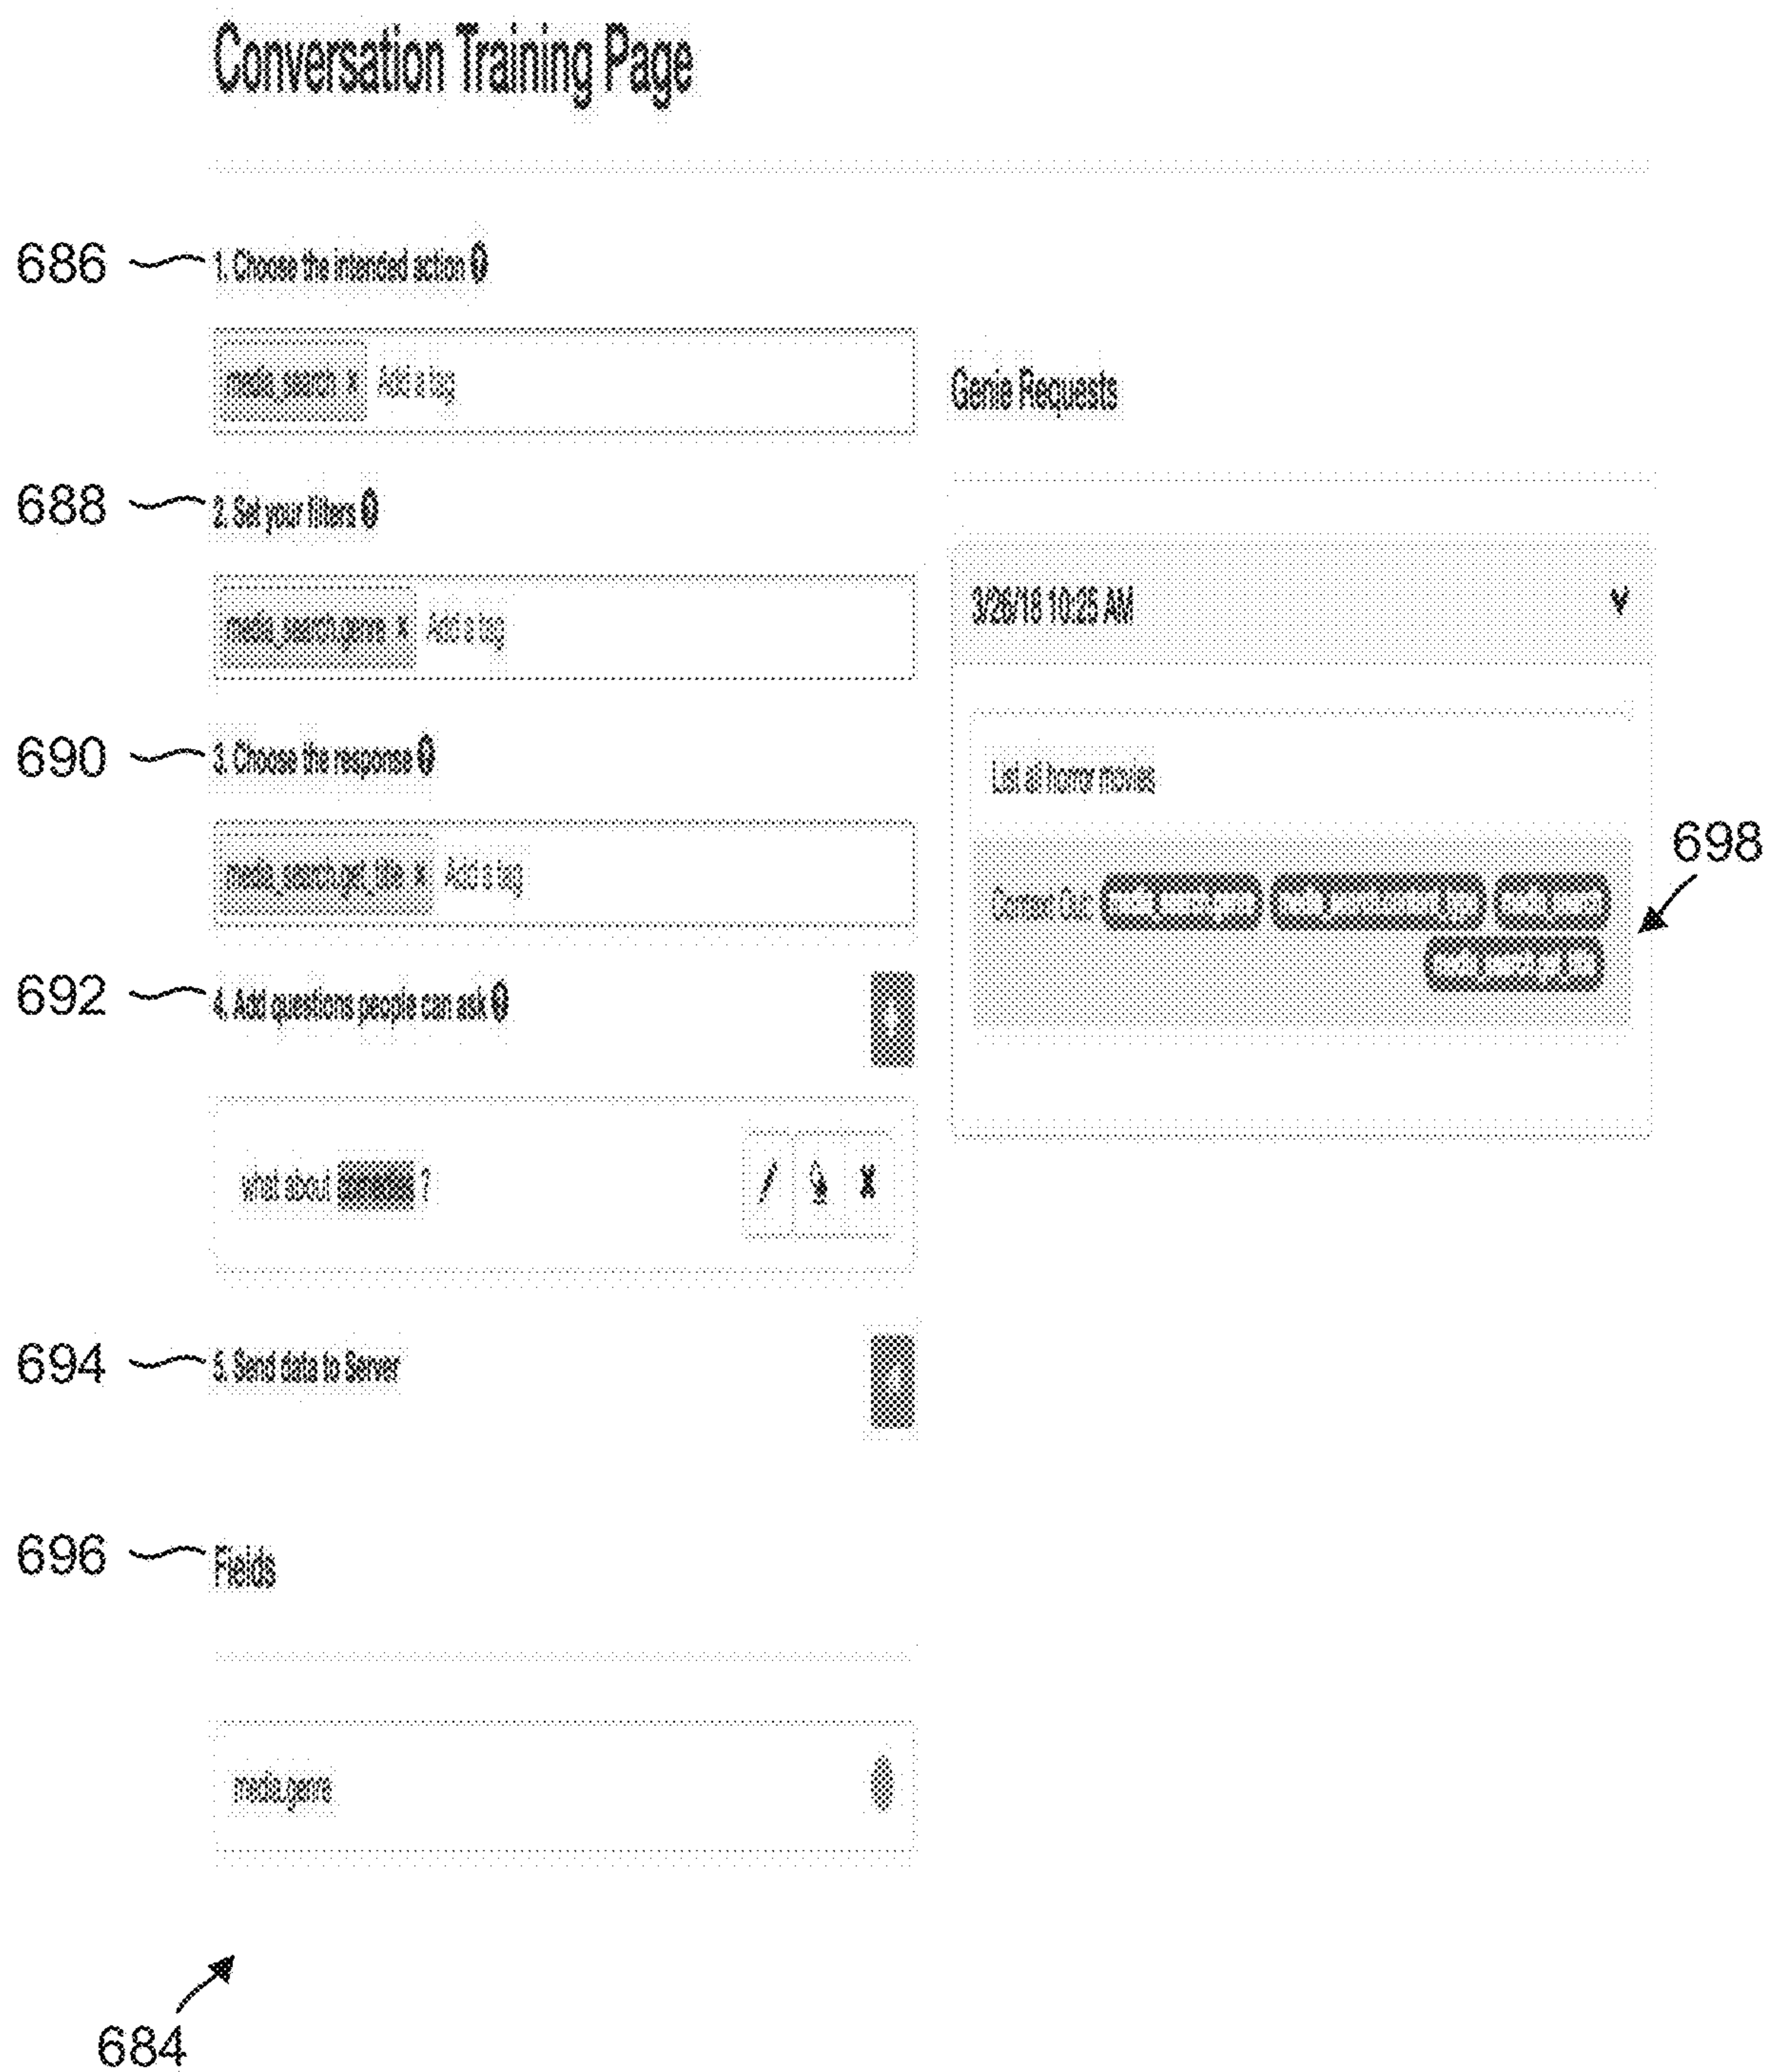 Conversation Training Page
686
1. Choose the intended action
media_search x Add a tag
688
2. Set your filters
media_search.genre x Add a tag
690
3. Choose the response
media_search.get_title x Add a tag
692
4. Add questions people can ask
what about ?
694
5. Send data to Server
696
Fields
media.genre
684
Genie Requests
3/26/18 10:25 AM
List all horror movies
Context Out:
698